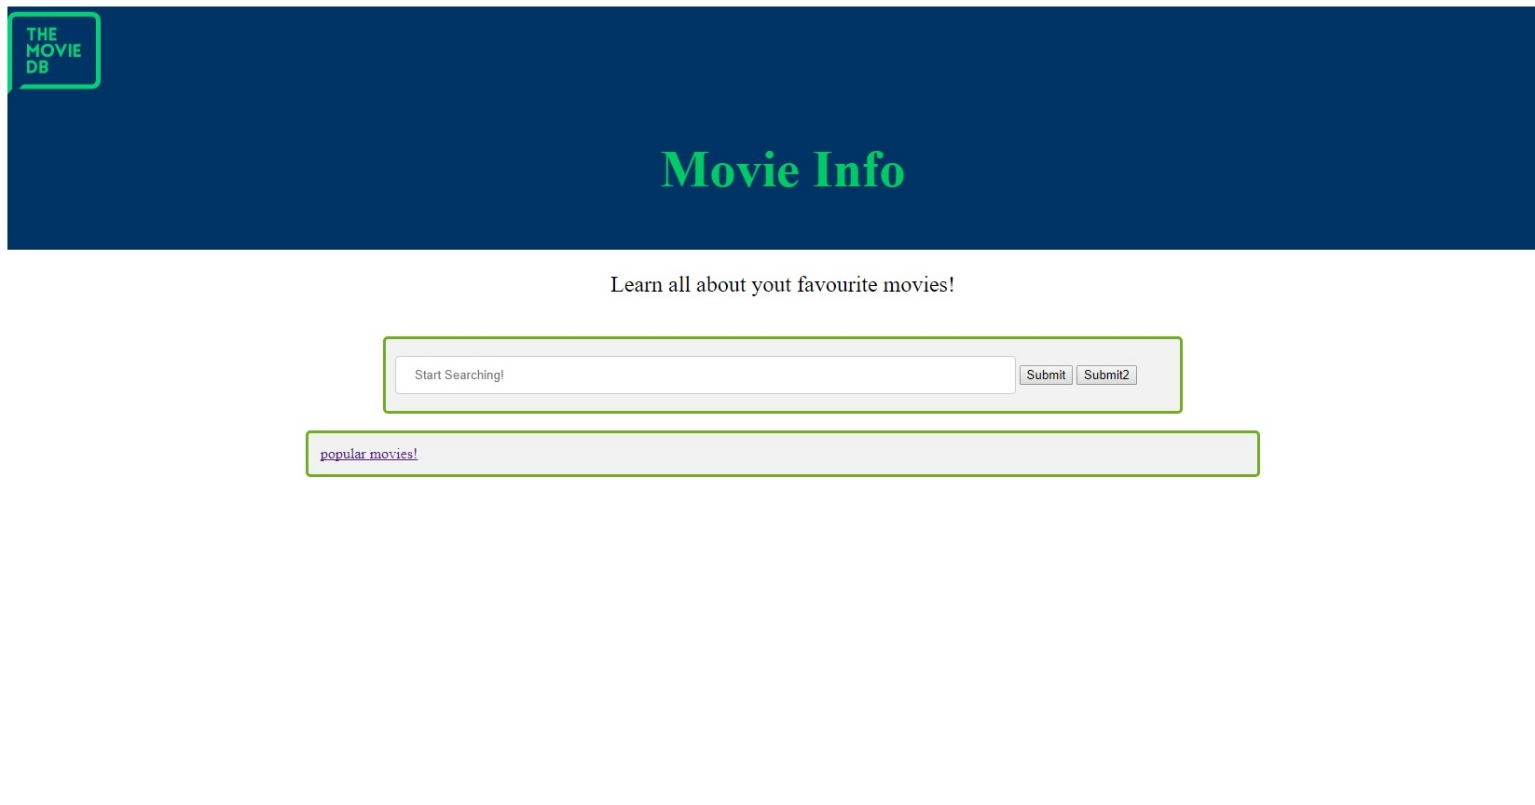 THE
MOVIE
DB
Movie Info
Learn all about yout favourite movies!
Start Searching! Submit Submit2
popular movies!